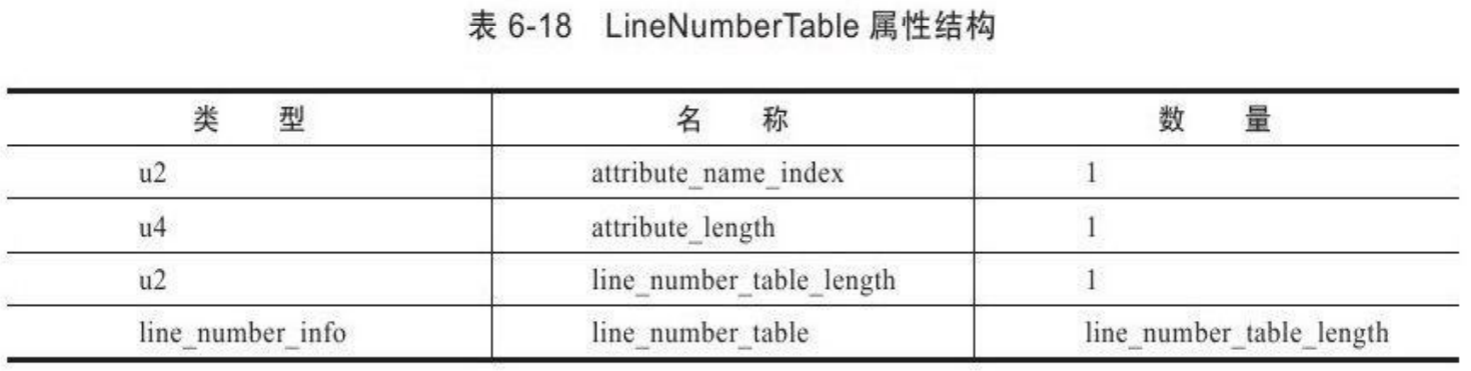 表 6-18 LineNumberTable 属性结构
类 型 名 称 数 量
u2 attribute_name_index 1
u4 attribute_length 1
u2 line_number_table_length 1
line_number_info line_number_table line_number_table_length